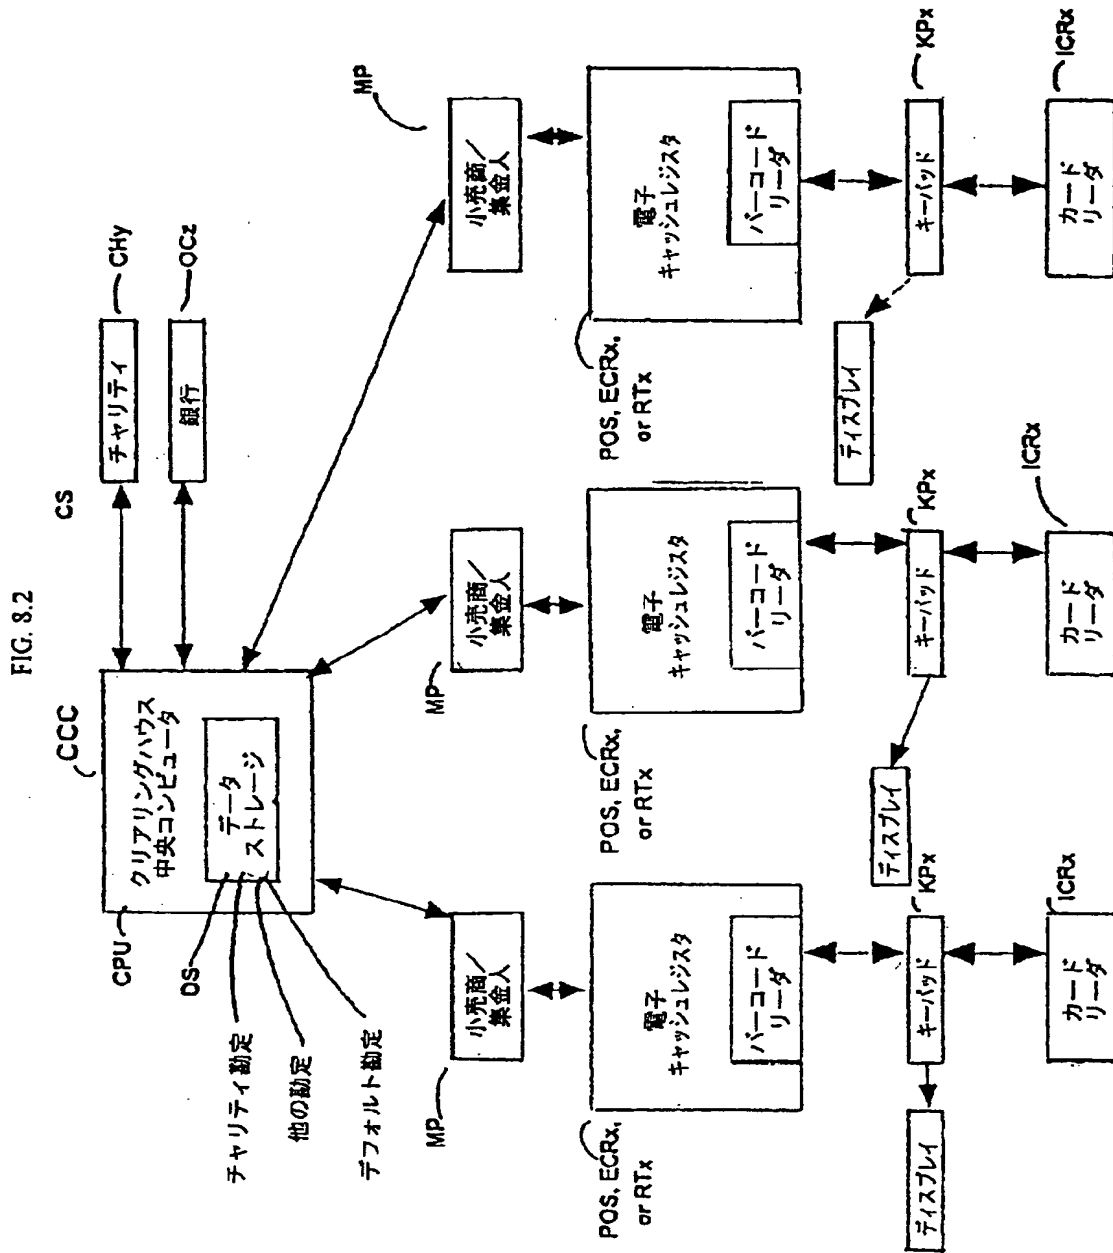 FIG. 8.2
CCC
CS
クリアリングハウス
中央コンピュータ
データ
ストレージ
CPU
DS
チャリティ勘定
他の勘定
デフォルト勘定
チャリティ
CHy
銀行
OCz
MP
小売商/
集金人
MP
小売商/
集金人
MP
小売商/
集金人
POS, ECRx,
or RTx
電子
キャッシュレジスタ
バーコード
リーダ
POS, ECRx,
or RTx
電子
キャッシュレジスタ
バーコード
リーダ
POS, ECRx,
or RTx
電子
キャッシュレジスタ
バーコード
リーダ
ディスプレイ
キーパッド
KPx
ディスプレイ
キーパッド
KPx
ディスプレイ
キーパッド
KPx
カード
リーダ
ICRx
カード
リーダ
ICRx
カード
リーダ
ICRx